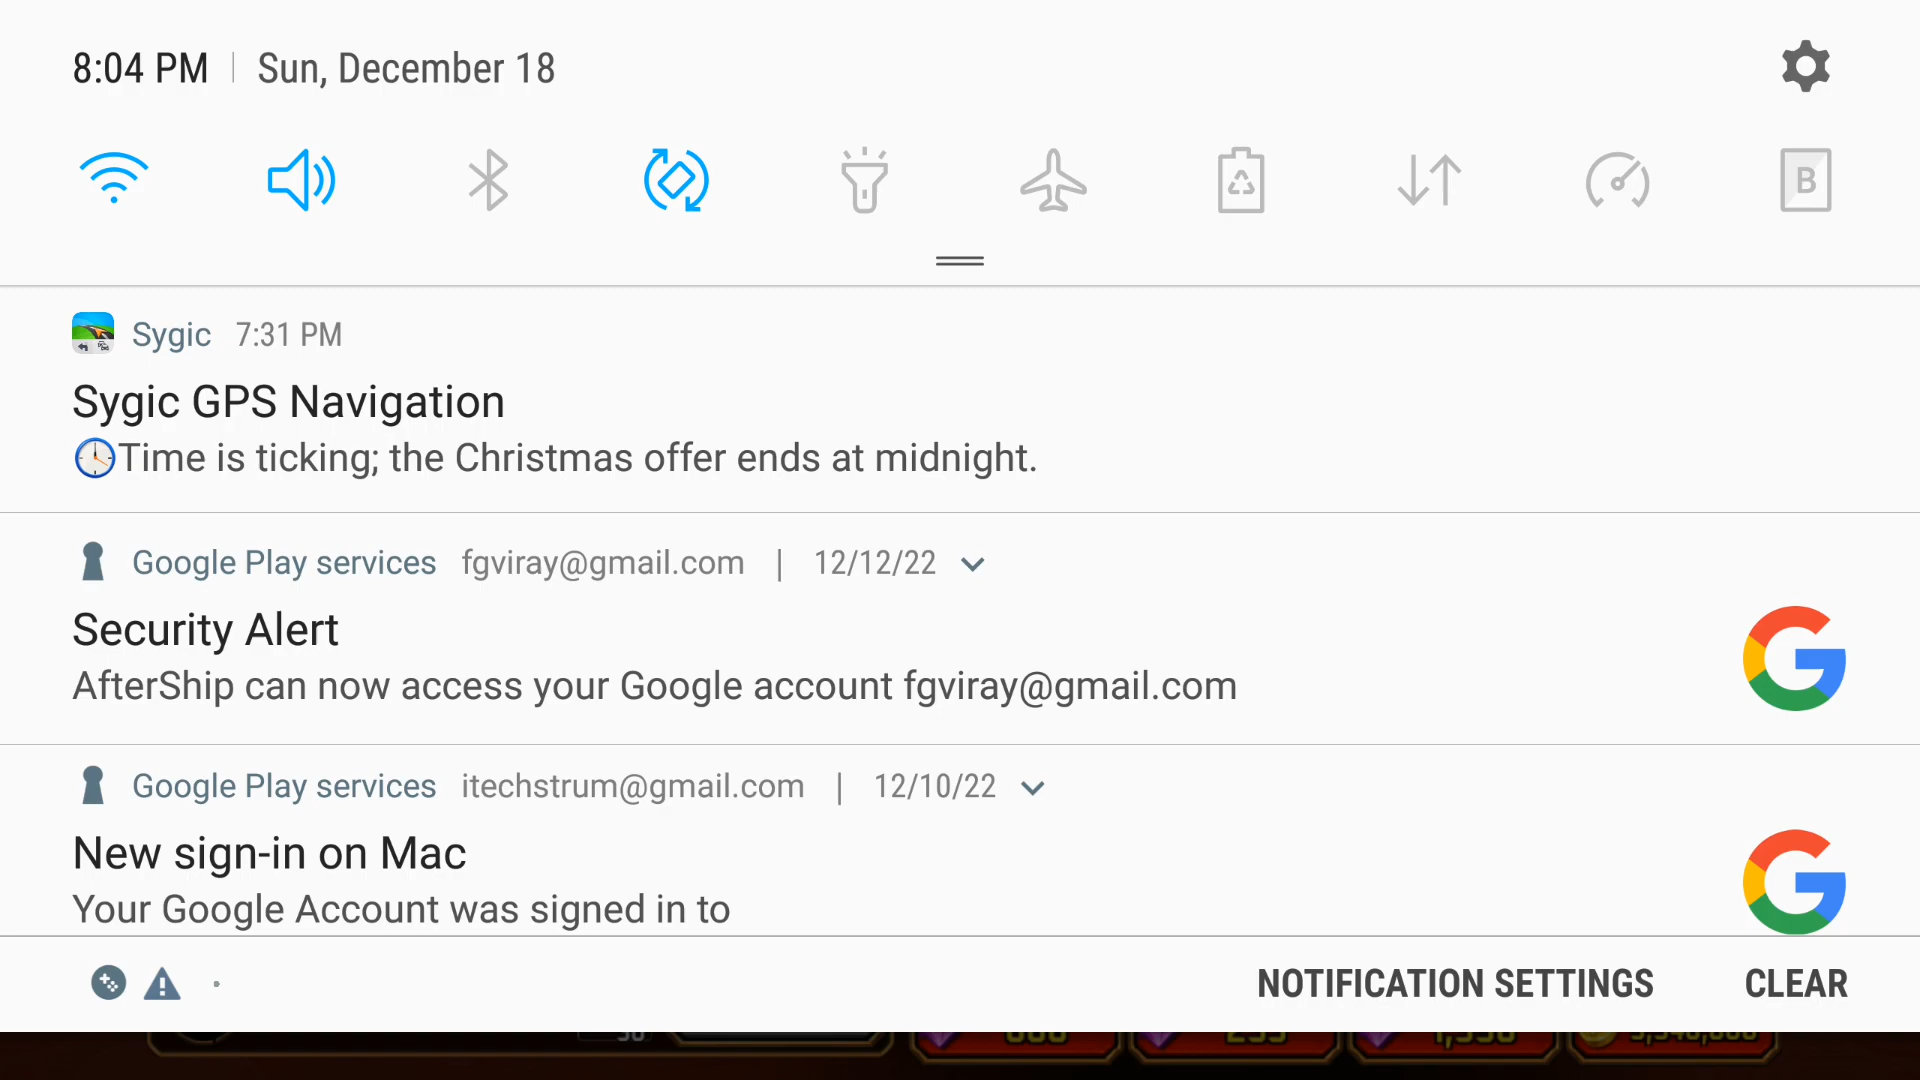 8:04 PM | Sun, December 18
B
Sygic 7:31 PM
Sygic GPS Navigation
🕓Time is ticking; the Christmas offer ends at midnight.
Google Play services fgviray@gmail.com | 12/12/22
Security Alert
AfterShip can now access your Google account fgviray@gmail.com
Google Play services itechstrum@gmail.com | 12/10/22
New sign-in on Mac
Your Google Account was signed in to
NOTIFICATION SETTINGS CLEAR